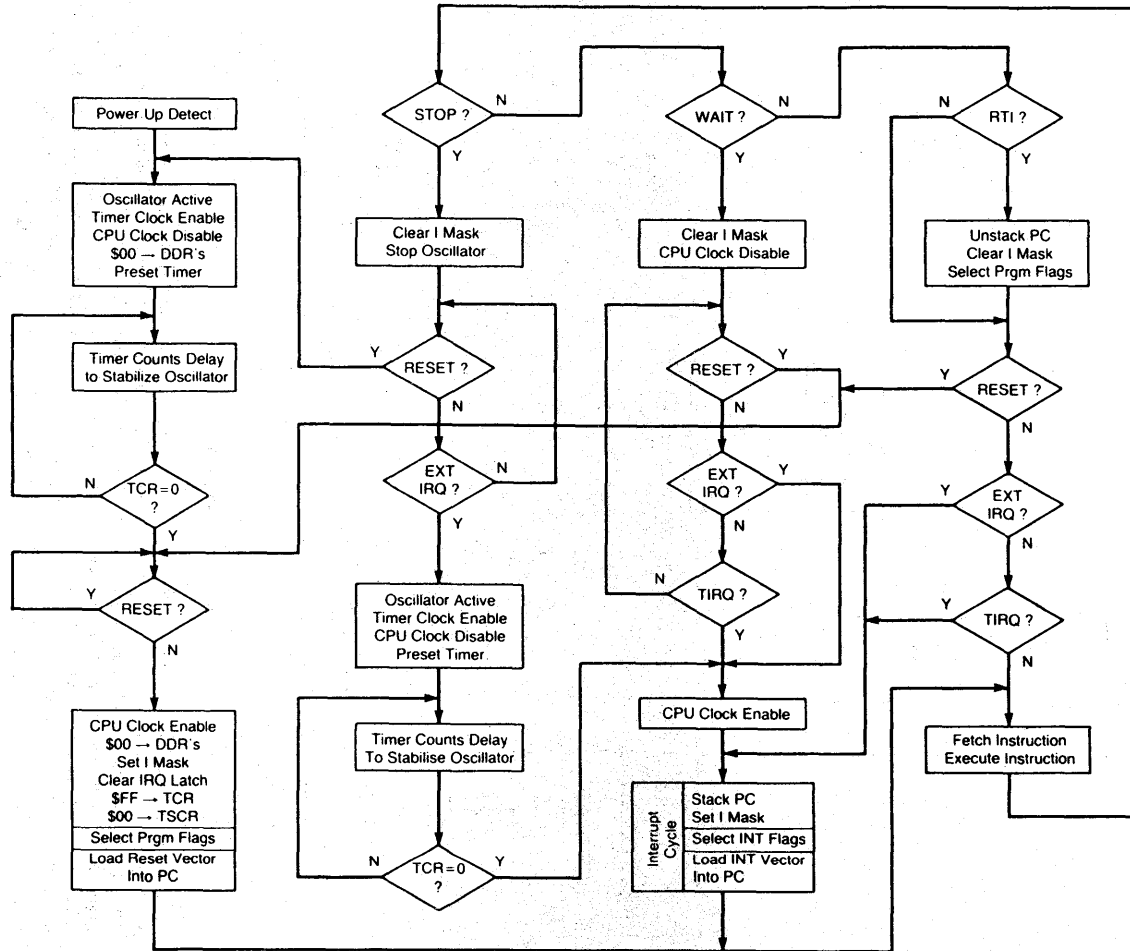 Power Up Detect
Oscillator Active
Timer Clock Enable
CPU Clock Disable
$00 → DDR's
Preset Timer
Timer Counts Delay
to Stabilize Oscillator
N
TCR=0
?
Y
Y
RESET ?
N
CPU Clock Enable
$00 → DDR's
Set I Mask
Clear IRQ Latch
$FF → TCR
$00 → TSCR
Select Prgm Flags
Load Reset Vector
Into PC
STOP ?
N
Y
Clear I Mask
Stop Oscillator
Y
RESET ?
N
EXT
IRQ ?
N
Y
Oscillator Active
Timer Clock Enable
CPU Clock Disable
Preset Timer
Timer Counts Delay
To Stabilise Oscillator
N
TCR=0
?
Y
WAIT ?
N
Y
Clear I Mask
CPU Clock Disable
RESET ?
Y
N
EXT
IRQ ?
Y
N
N
TIRQ ?
Y
CPU Clock Enable
Interrupt
Cycle
Stack PC
Set I Mask
Select INT Flags
Load INT Vector
Into PC
N
RTI ?
Y
Unstack PC
Clear I Mask
Select Prgm Flags
Y
RESET ?
N
Y
EXT
IRQ ?
N
Y
TIRQ ?
N
Fetch Instruction
Execute Instruction